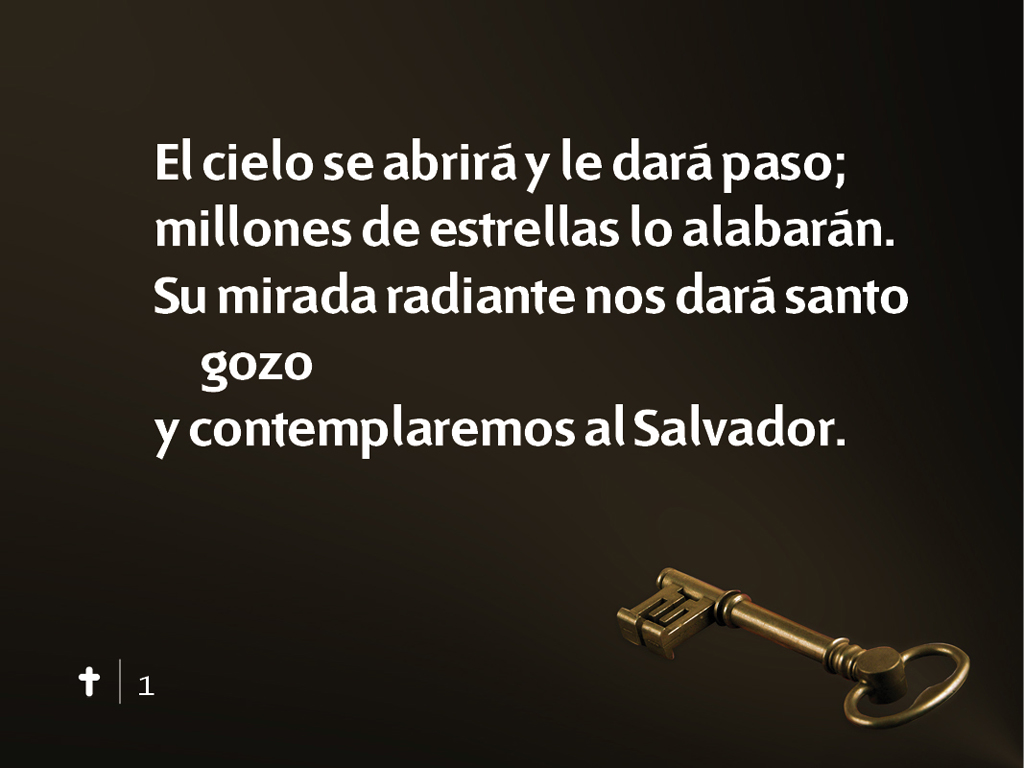 El cielo se abrirá y le dará paso;
millones de estrellas lo alabarán.
Su mirada radiante nos dará santo
gozo
y contemplaremos al Salvador.
1